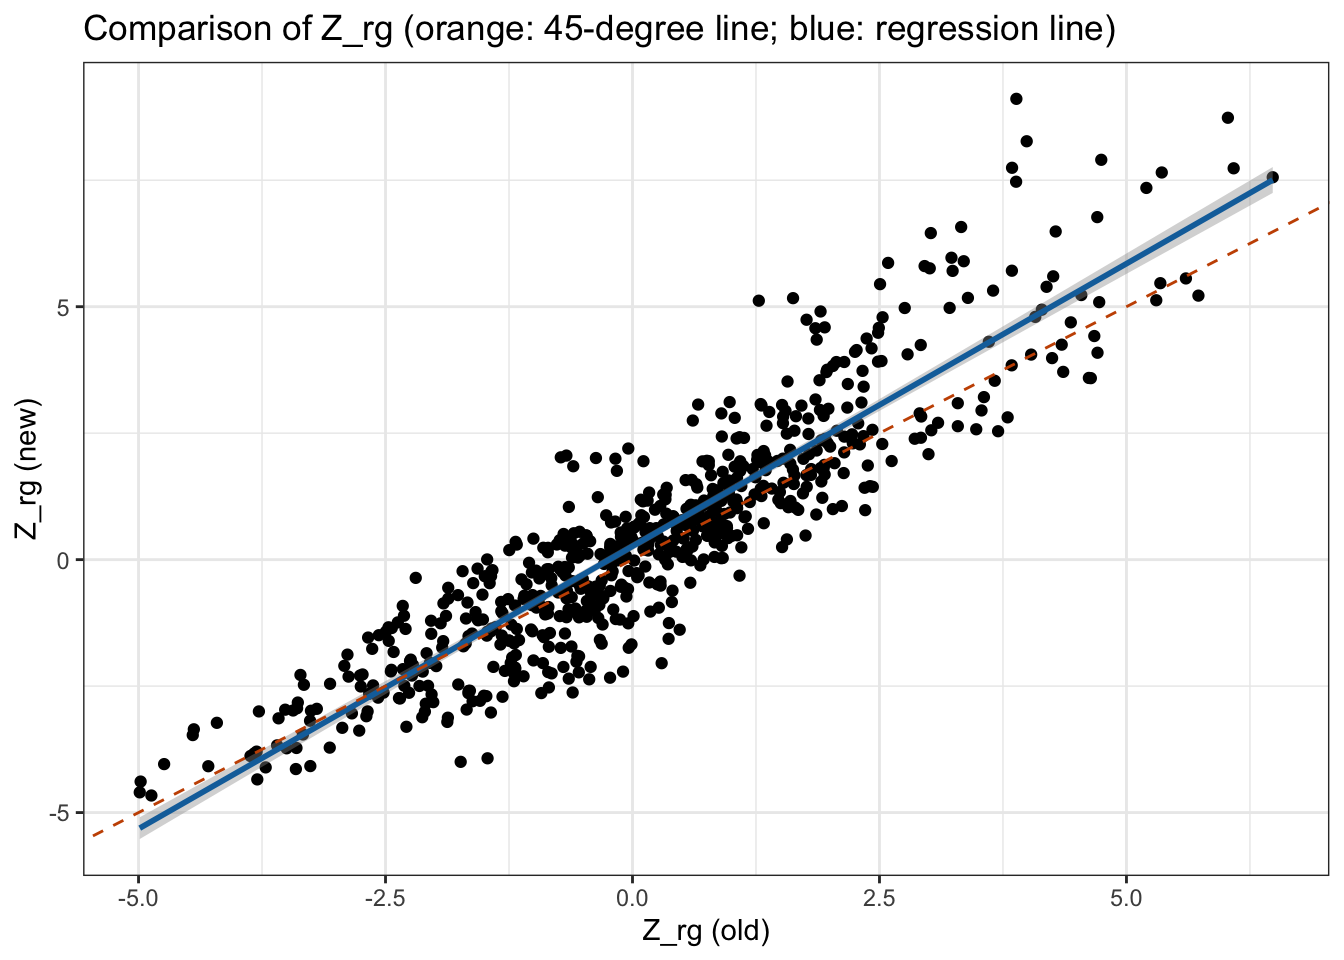 Comparison of Z_rg (orange: 45-degree line; blue: regression line)
Z_rg (new)
5
0
-5
-5.0 -2.5 0.0 2.5 5.0
Z_rg (old)